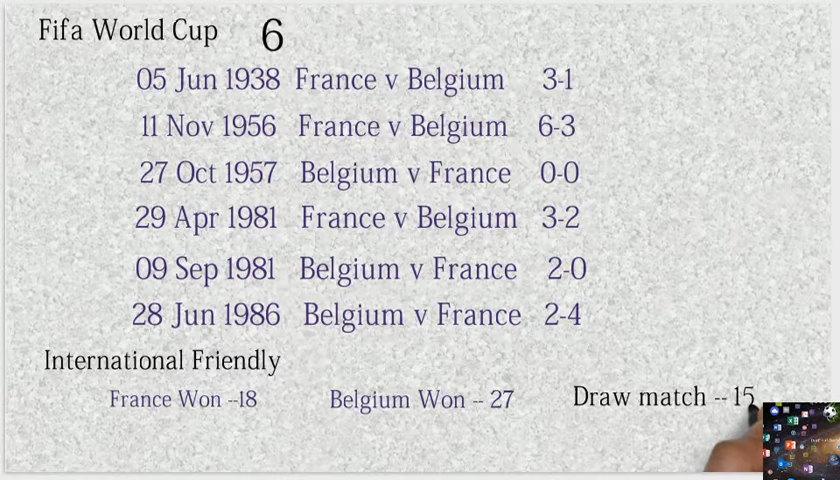 Fifa World Cup 6
05 Jun 1938 France v Belgium 3-1
11 Nov 1956 France v Belgium 6-3
27 Oct 1957 Belgium v France 0-0
29 Apr 1981 France v Belgium 3-2
09 Sep 1981 Belgium v France 2-0
28 Jun 1986 Belgium v France 2-4
International Friendly
France Won --18 Belgium Won -- 27 Draw match -- 15